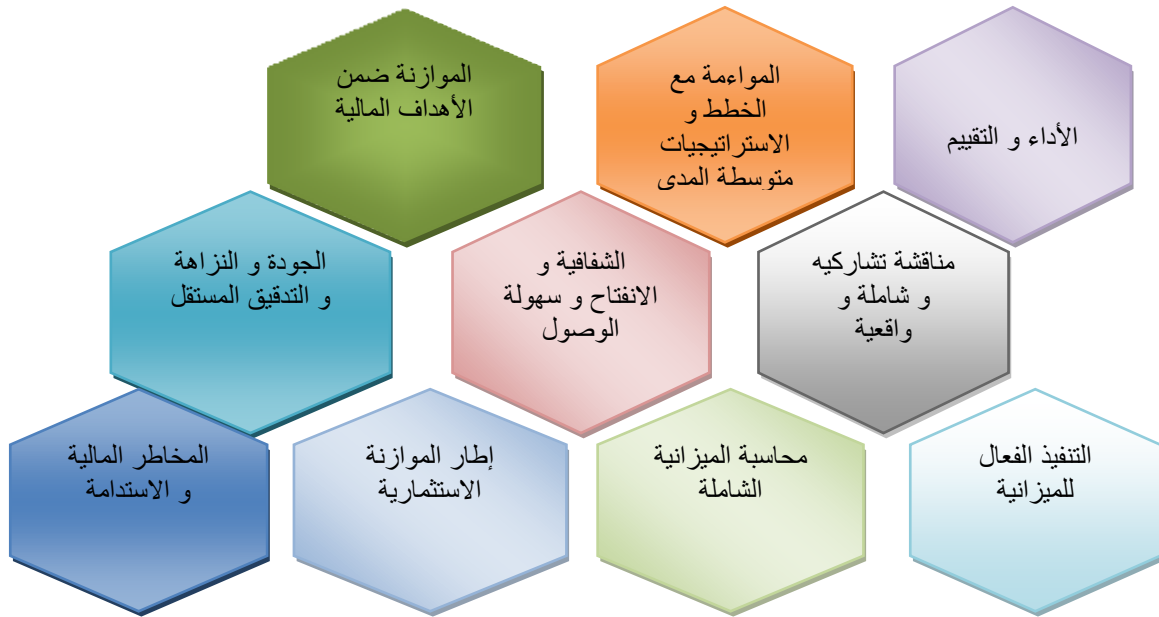 الأداء و التقييم
المواءمة مع
الخطط و
الاستراتيجيات
متوسطة المدى
الموازنة ضمن
الأهداف المالية
مناقشة تشاركيه
و شاملة و
واقعية
الشفافية و
الانفتاح و سهولة
الوصول
الجودة و النزاهة
و التدقيق المستقل
التنفيذ الفعال
للميزانية
محاسبة الميزانية
الشاملة
إطار الموازنة
الاستثمارية
المخاطر المالية
و الاستدامة